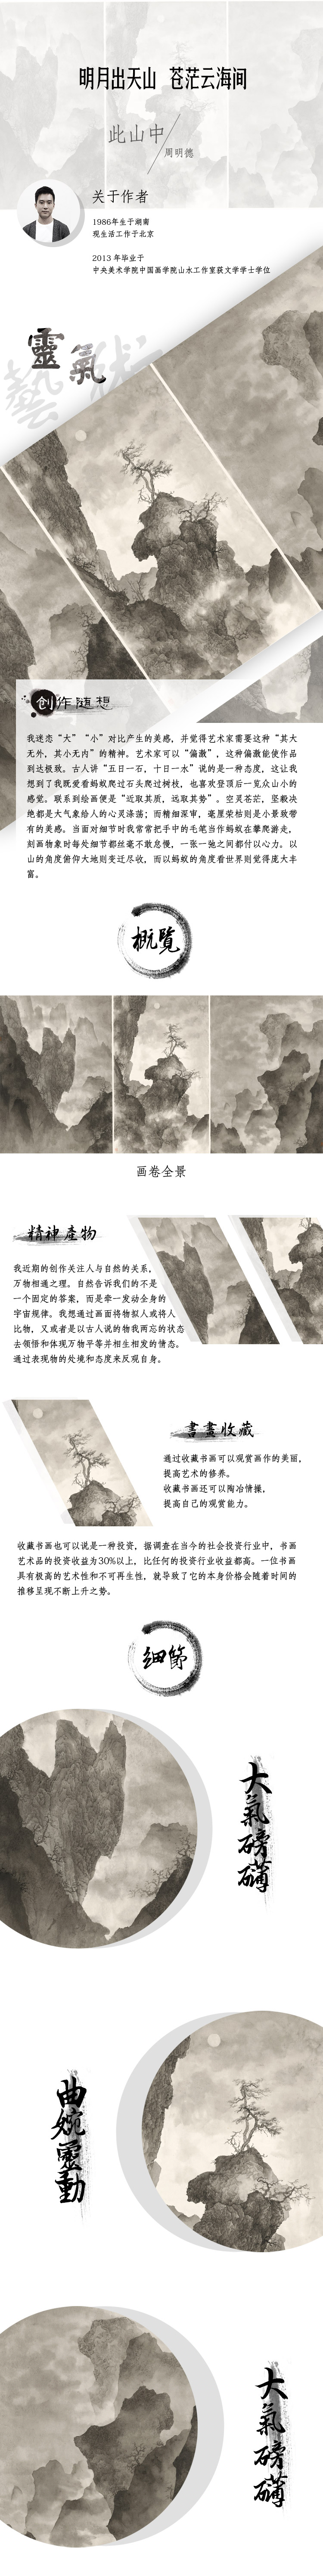 明月出天山 苍茫云海间
此山中
周明德
关于作者
1986年生于湖南
现生活工作于北京
2013 年毕业于
中央美术学院中国画学院山水工作室获文学学士学位
藝術
靈氣
创作随想
我迷恋“大”“小”对比产生的美感，并觉得艺术家需要这种“其大
无外，其小无内”的精神。艺术家可以“偏激”，这种偏激能使作品
到达极致。古人讲“五日一石，十日一水”说的是一种态度，这让我
想到了我既爱看蚂蚁爬过石头爬过树枝，也喜欢登顶后一览众山小的
感觉。联系到绘画便是“近取其质，远取其势”。空灵苍茫，坚毅决
绝都是大气象给人的心灵涤荡；而精细深审，毫厘荣枯则是小景致带
有的美感。当面对细节时我常常把手中的毛笔当作蚂蚁在攀爬游走，
刻画物象时每处细节都丝毫不敢怠慢，一张一弛之间都付以心力。以
山的角度俯仰大地则变迁尽收，而以蚂蚁的角度看世界则觉得庞大丰
富。
概覽
画卷全景
精神產物
我近期的创作关注人与自然的关系，
万物相通之理。自然告诉我们的不是
一个固定的答案，而是牵一发动全身的
宇宙规律。我想通过画面将物拟人或将人
比物，又或者是以古人说的物我两忘的状态
去领悟和体现万物平等并相生相发的情态。
通过表现物的处境和态度来反观自身。
書畫收藏
通过收藏书画可以观赏画作的美丽，
提高艺术的修养。
收藏书画还可以陶冶情操，
提高自己的观赏能力。
收藏书画也可以说是一种投资，据调查在当今的社会投资行业中，书画
艺术品的投资收益为30%以上，比任何的投资行业收益都高。一位书画
具有极高的艺术性和不可再生性，就导致了它的本身价格会随着时间的
推移呈现不断上升之势。
细節
大氣磅礴
曲婉靈動
大氣磅礴